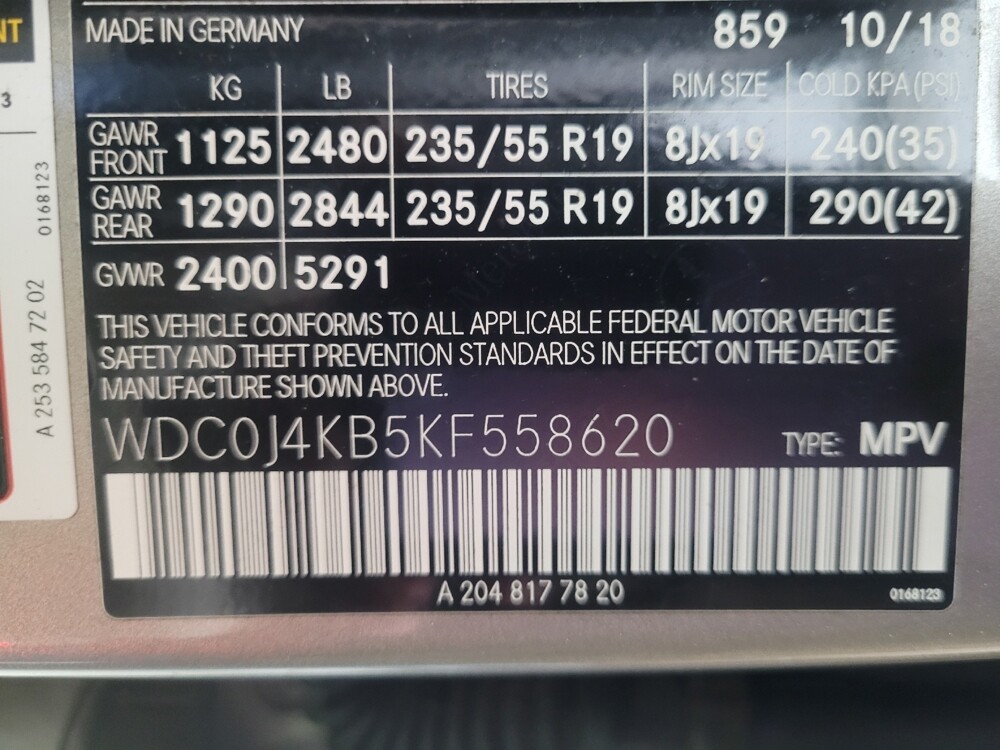 NT
3
0168123
A 253 584 72 02
MADE IN GERMANY 859 10/18
KG LB TIRES RIM SIZE COLD KPA (PSI)
GAWR FRONT 1125 2480 235/55 R19 8Jx19 240(35)
GAWR REAR 1290 2844 235/55 R19 8Jx19 290(42)
GVWR 2400 5291
THIS VEHICLE CONFORMS TO ALL APPLICABLE FEDERAL MOTOR VEHICLE
SAFETY AND THEFT PREVENTION STANDARDS IN EFFECT ON THE DATE OF
MANUFACTURE SHOWN ABOVE.
WDC0J4KB5KF558620 TYPE: MPV
A 204 817 78 20 0168123